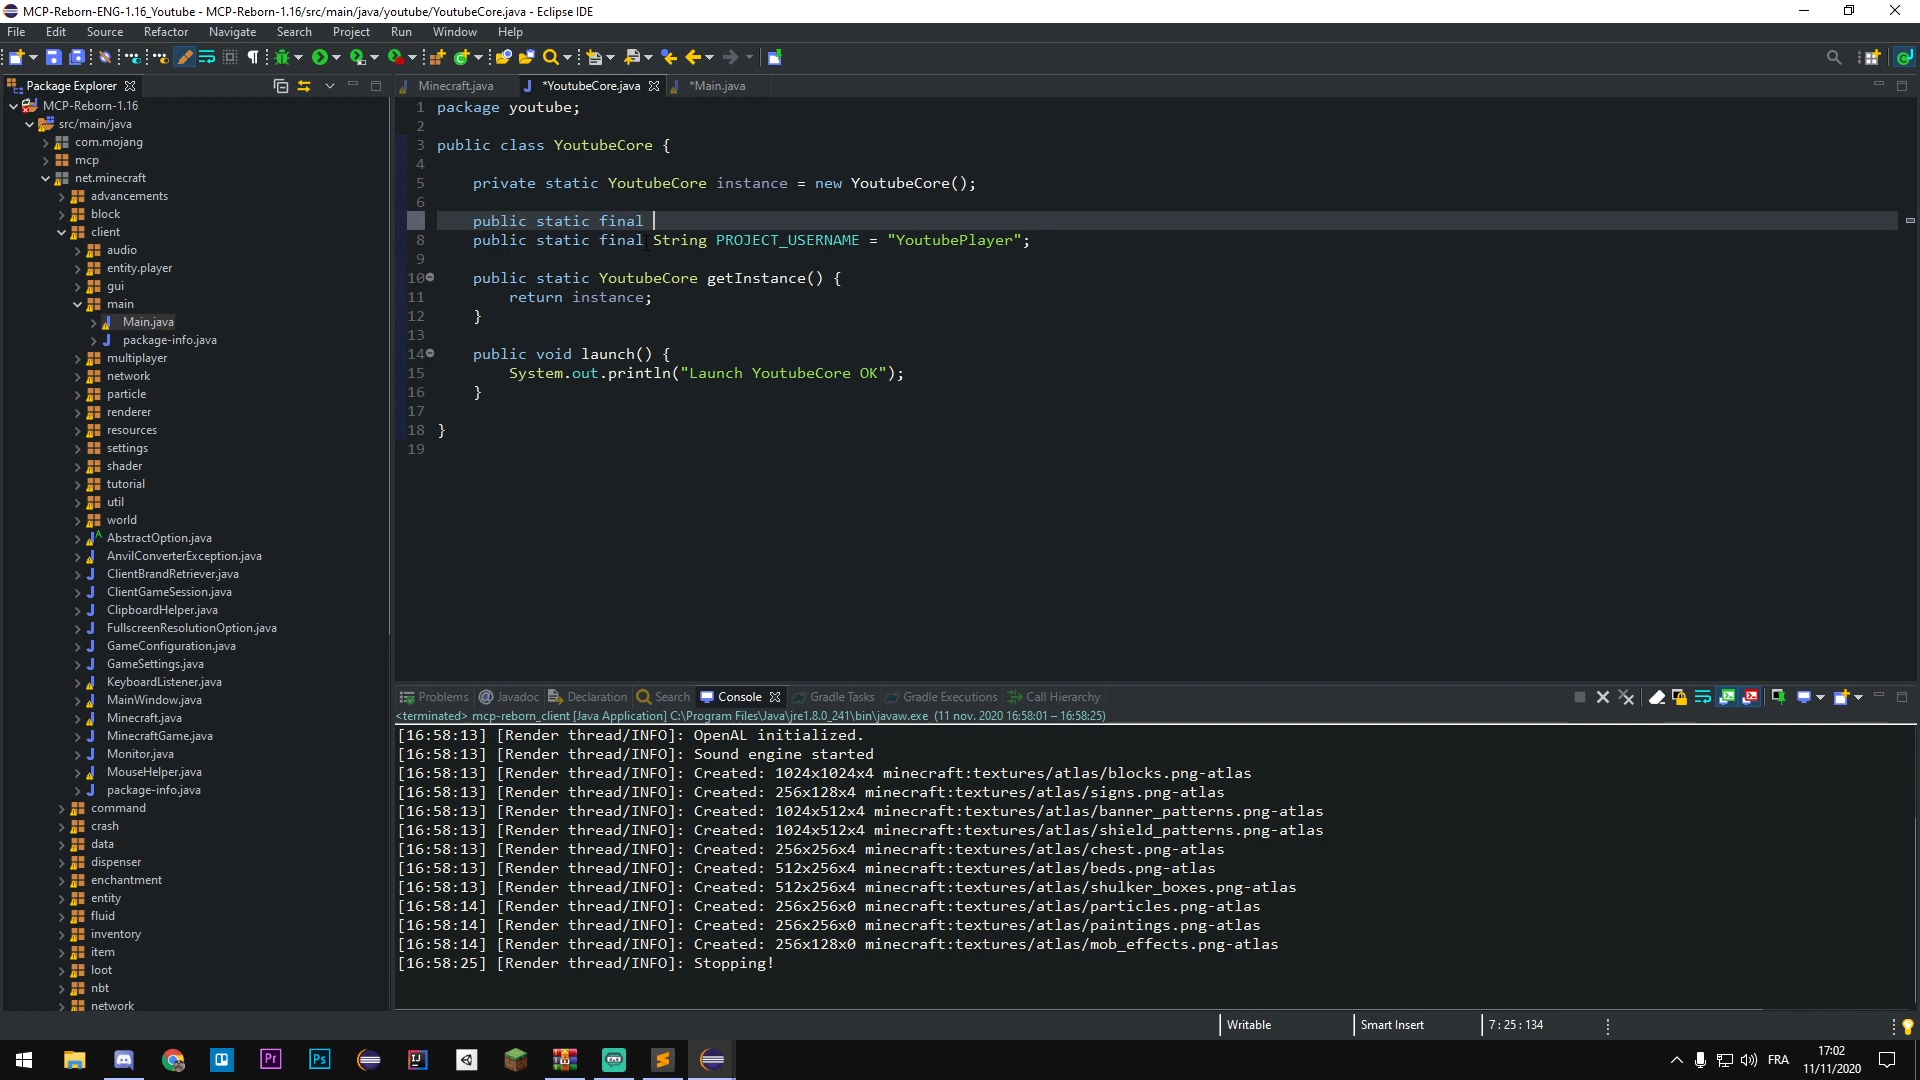 MCP-Reborn-ENG-1.16_Youtube - MCP-Reborn-1.16/src/main/java/youtube/YoutubeCore.java - Eclipse IDE
File Edit Source Refactor Navigate Search Project Run Window Help
Package Explorer
MCP-Reborn-1.16
src/main/java
com.mojang
mcp
net.minecraft
advancements
block
client
audio
entity.player
gui
main
Main.java
package-info.java
multiplayer
network
particle
renderer
resources
settings
shader
tutorial
util
world
AbstractOption.java
AnvilConverterException.java
ClientBrandRetriever.java
ClientGameSession.java
ClipboardHelper.java
FullscreenResolutionOption.java
GameConfiguration.java
GameSettings.java
KeyboardListener.java
MainWindow.java
Minecraft.java
MinecraftGame.java
Monitor.java
MouseHelper.java
package-info.java
command
crash
data
dispenser
enchantment
entity
fluid
inventory
item
loot
nbt
network
Minecraft.java *YoutubeCore.java *Main.java
1 package youtube;
2
3 public class YoutubeCore {
4
5 private static YoutubeCore instance = new YoutubeCore();
6
public static final
8 public static final String PROJECT_USERNAME = "YoutubePlayer";
9
10 public static YoutubeCore getInstance() {
11 return instance;
12 }
13
14 public void launch() {
15 System.out.println("Launch YoutubeCore OK");
16 }
17
18 }
19
Problems Javadoc Declaration Search Console Gradle Tasks Gradle Executions Call Hierarchy
<terminated> mcp-reborn_client [Java Application] C:\Program Files\Java\jre1.8.0_241\bin\javaw.exe (11 nov. 2020 16:58:01 – 16:58:25)
[16:58:13] [Render thread/INFO]: OpenAL initialized.
[16:58:13] [Render thread/INFO]: Sound engine started
[16:58:13] [Render thread/INFO]: Created: 1024x1024x4 minecraft:textures/atlas/blocks.png-atlas
[16:58:13] [Render thread/INFO]: Created: 256x128x4 minecraft:textures/atlas/signs.png-atlas
[16:58:13] [Render thread/INFO]: Created: 1024x512x4 minecraft:textures/atlas/banner_patterns.png-atlas
[16:58:13] [Render thread/INFO]: Created: 1024x512x4 minecraft:textures/atlas/shield_patterns.png-atlas
[16:58:13] [Render thread/INFO]: Created: 256x256x4 minecraft:textures/atlas/chest.png-atlas
[16:58:13] [Render thread/INFO]: Created: 512x256x4 minecraft:textures/atlas/beds.png-atlas
[16:58:13] [Render thread/INFO]: Created: 512x256x4 minecraft:textures/atlas/shulker_boxes.png-atlas
[16:58:14] [Render thread/INFO]: Created: 256x256x0 minecraft:textures/atlas/particles.png-atlas
[16:58:14] [Render thread/INFO]: Created: 256x256x0 minecraft:textures/atlas/paintings.png-atlas
[16:58:14] [Render thread/INFO]: Created: 256x128x0 minecraft:textures/atlas/mob_effects.png-atlas
[16:58:25] [Render thread/INFO]: Stopping!
Writable Smart Insert 7 : 25 : 134
Pr Ps IJ FRA 17:02
11/11/2020